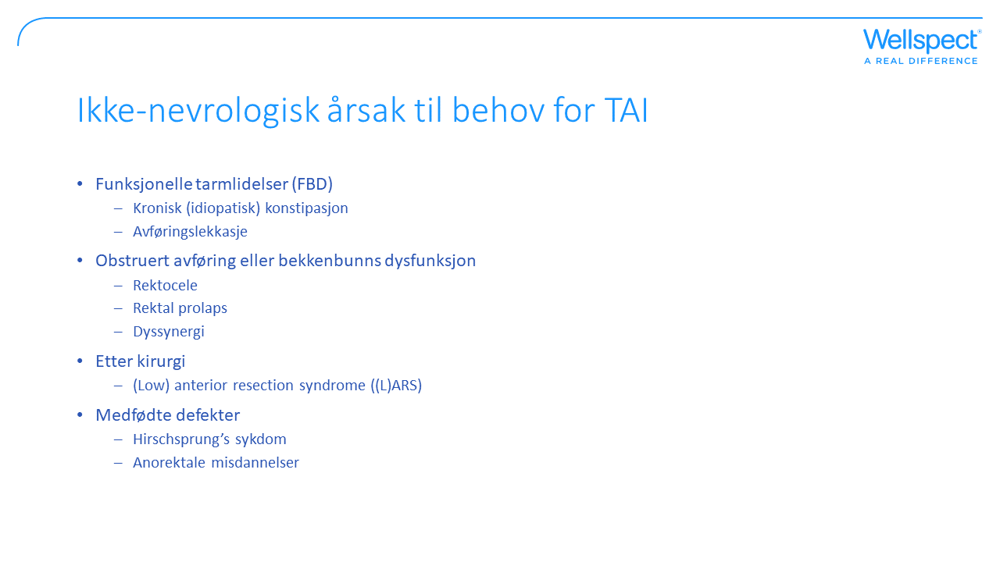 Wellspect®
A REAL DIFFERENCE
Ikke-nevrologisk årsak til behov for TAI
• Funksjonelle tarmlidelser (FBD)
– Kronisk (idiopatisk) konstipasjon
– Avføringslekkasje
• Obstruert avføring eller bekkenbunns dysfunksjon
– Rektocele
– Rektal prolaps
– Dyssynergi
• Etter kirurgi
– (Low) anterior resection syndrome ((L)ARS)
• Medfødte defekter
– Hirschsprung’s sykdom
– Anorektale misdannelser